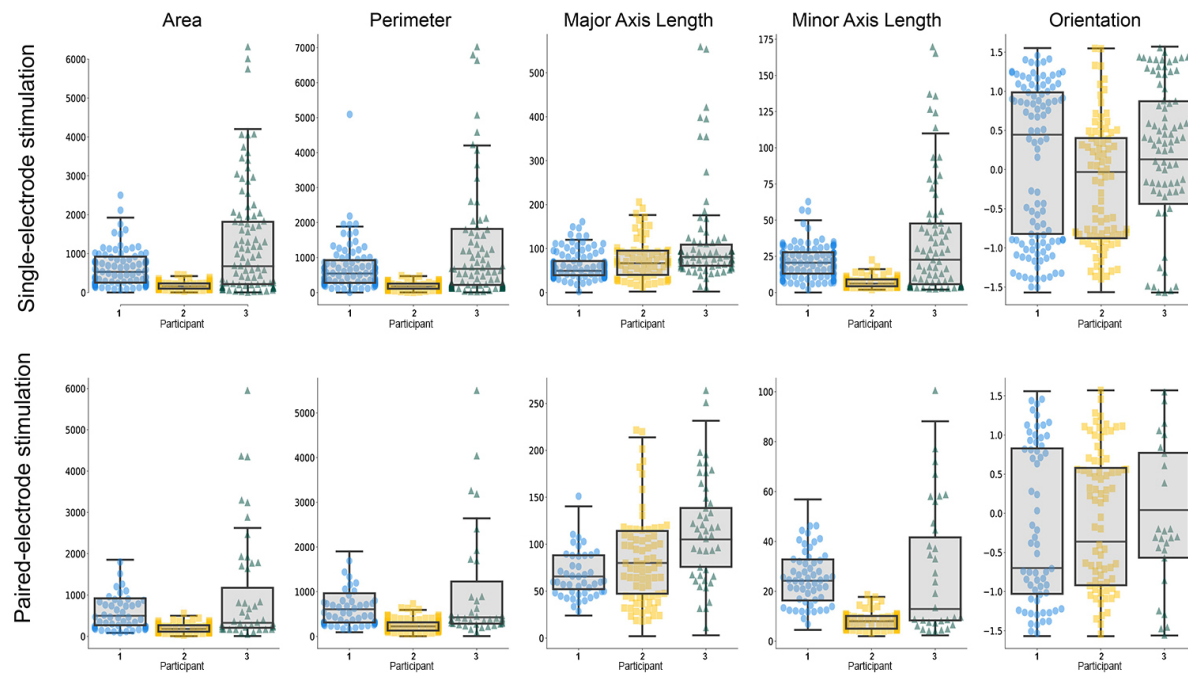 Area Perimeter Major Axis Length Minor Axis Length Orientation
Single-electrode stimulation
6000
5000
4000
3000
2000
1000
0
1 2 3
Participant
7000
6000
5000
4000
3000
2000
1000
0
1 2 3
Participant
500
400
300
200
100
0
1 2 3
Participant
175
150
125
100
75
50
25
0
1 2 3
Participant
1.5
1.0
0.5
0.0
−0.5
−1.0
−1.5
1 2 3
Participant
Paired-electrode stimulation
6000
5000
4000
3000
2000
1000
0
1 2 3
Participant
5000
4000
3000
2000
1000
0
1 2 3
Participant
250
200
150
100
50
0
1 2 3
Participant
100
80
60
40
20
0
1 2 3
Participant
1.5
1.0
0.5
0.0
−0.5
−1.0
−1.5
1 2 3
Participant